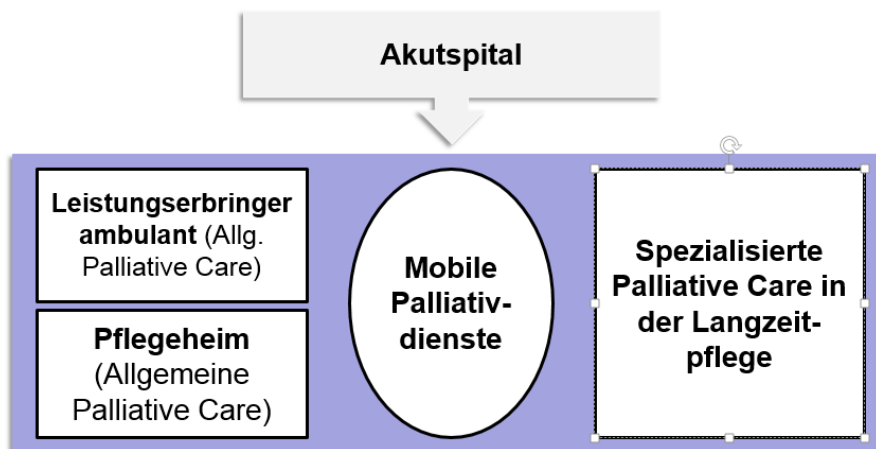 Akutspital
Leistungserbringer
ambulant (Allg.
Palliative Care)
Pflegeheim
(Allgemeine
Palliative Care)
Mobile
Palliativ-
dienste
Spezialisierte
Palliative Care in
der Langzeit-
pflege